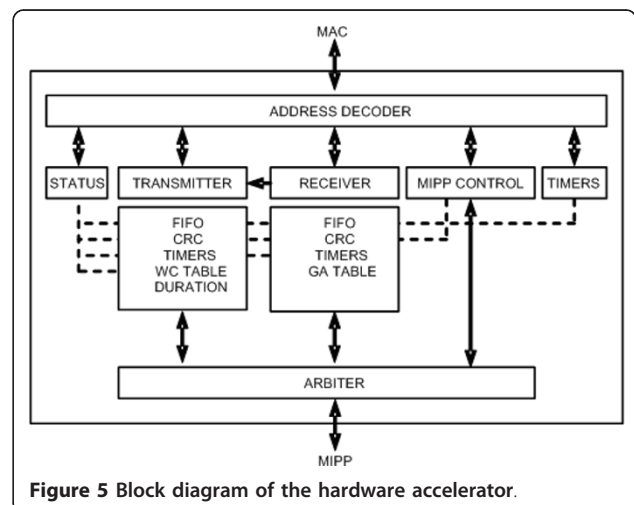 MAC
ADDRESS DECODER
STATUS
TRANSMITTER
RECEIVER
MIPP CONTROL
TIMERS
FIFO
CRC
TIMERS
WC TABLE
DURATION
FIFO
CRC
TIMERS
GA TABLE
ARBITER
MIPP
Figure 5 Block diagram of the hardware accelerator.